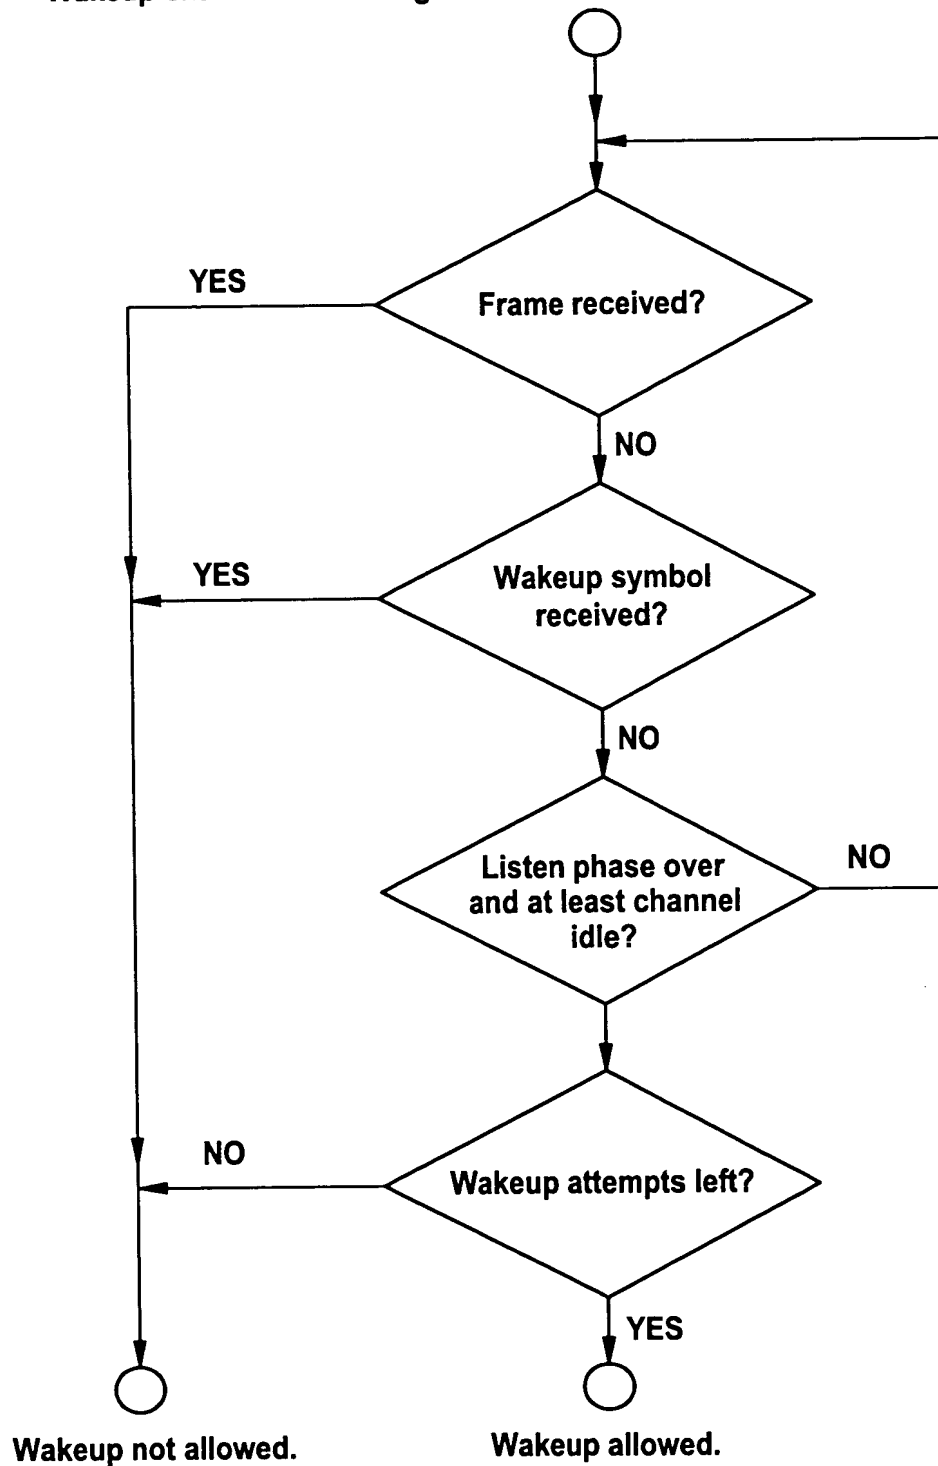 Wakeup
YES
Frame received?
NO
YES
Wakeup symbol
received?
NO
Listen phase over
and at least channel
idle?
NO
NO
Wakeup attempts left?
YES
Wakeup not allowed.
Wakeup allowed.